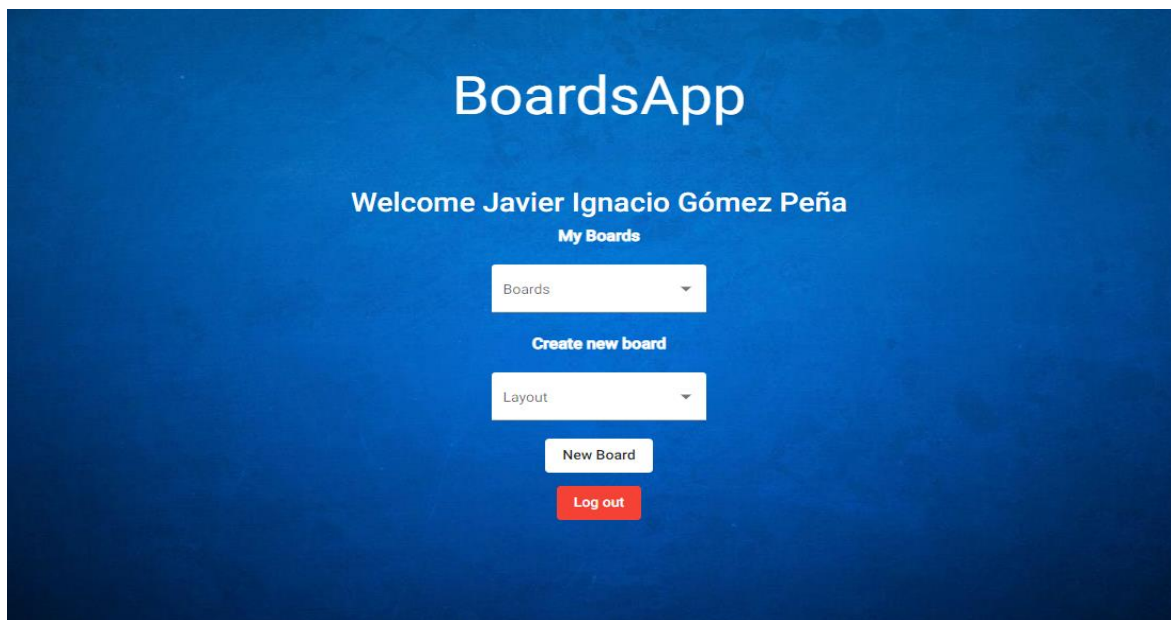 BoardsApp
Welcome Javier Ignacio Gómez Peña
My Boards
Boards
Create new board
Layout
New Board
Log out